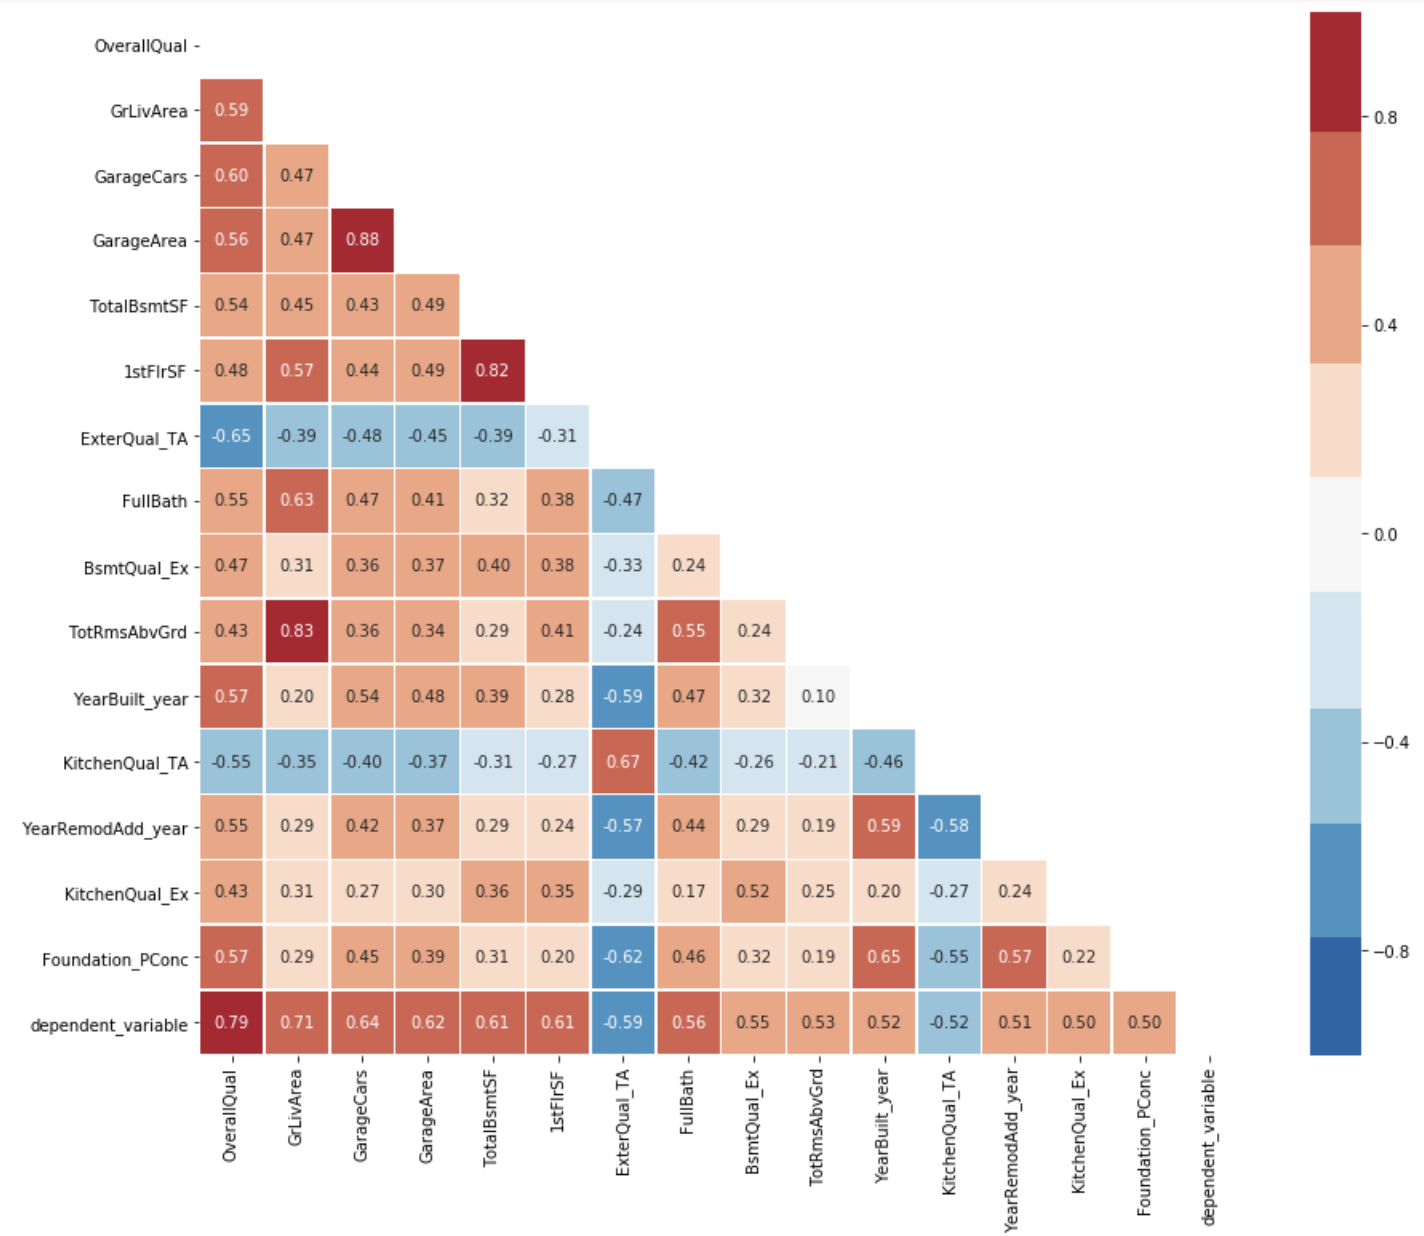 OverallQual
GrLivArea 0.59
GarageCars 0.60 0.47
GarageArea 0.56 0.47 0.88
TotalBsmtSF 0.54 0.45 0.43 0.49
1stFlrSF 0.48 0.57 0.44 0.49 0.82
ExterQual_TA -0.65 -0.39 -0.48 -0.45 -0.39 -0.31
FullBath 0.55 0.63 0.47 0.41 0.32 0.38 -0.47
BsmtQual_Ex 0.47 0.31 0.36 0.37 0.40 0.38 -0.33 0.24
TotRmsAbvGrd 0.43 0.83 0.36 0.34 0.29 0.41 -0.24 0.55 0.24
YearBuilt_year 0.57 0.20 0.54 0.48 0.39 0.28 -0.59 0.47 0.32 0.10
KitchenQual_TA -0.55 -0.35 -0.40 -0.37 -0.31 -0.27 0.67 -0.42 -0.26 -0.21 -0.46
YearRemodAdd_year 0.55 0.29 0.42 0.37 0.29 0.24 -0.57 0.44 0.29 0.19 0.59 -0.58
KitchenQual_Ex 0.43 0.31 0.27 0.30 0.36 0.35 -0.29 0.17 0.52 0.25 0.20 -0.27 0.24
Foundation_PConc 0.57 0.29 0.45 0.39 0.31 0.20 -0.62 0.46 0.32 0.19 0.65 -0.55 0.57 0.22
dependent_variable 0.79 0.71 0.64 0.62 0.61 0.61 -0.59 0.56 0.55 0.53 0.52 -0.52 0.51 0.50 0.50
OverallQual
GrLivArea
GarageCars
GarageArea
TotalBsmtSF
1stFlrSF
ExterQual_TA
FullBath
BsmtQual_Ex
TotRmsAbvGrd
YearBuilt_year
KitchenQual_TA
YearRemodAdd_year
KitchenQual_Ex
Foundation_PConc
dependent_variable
0.8
0.4
0.0
−0.4
−0.8